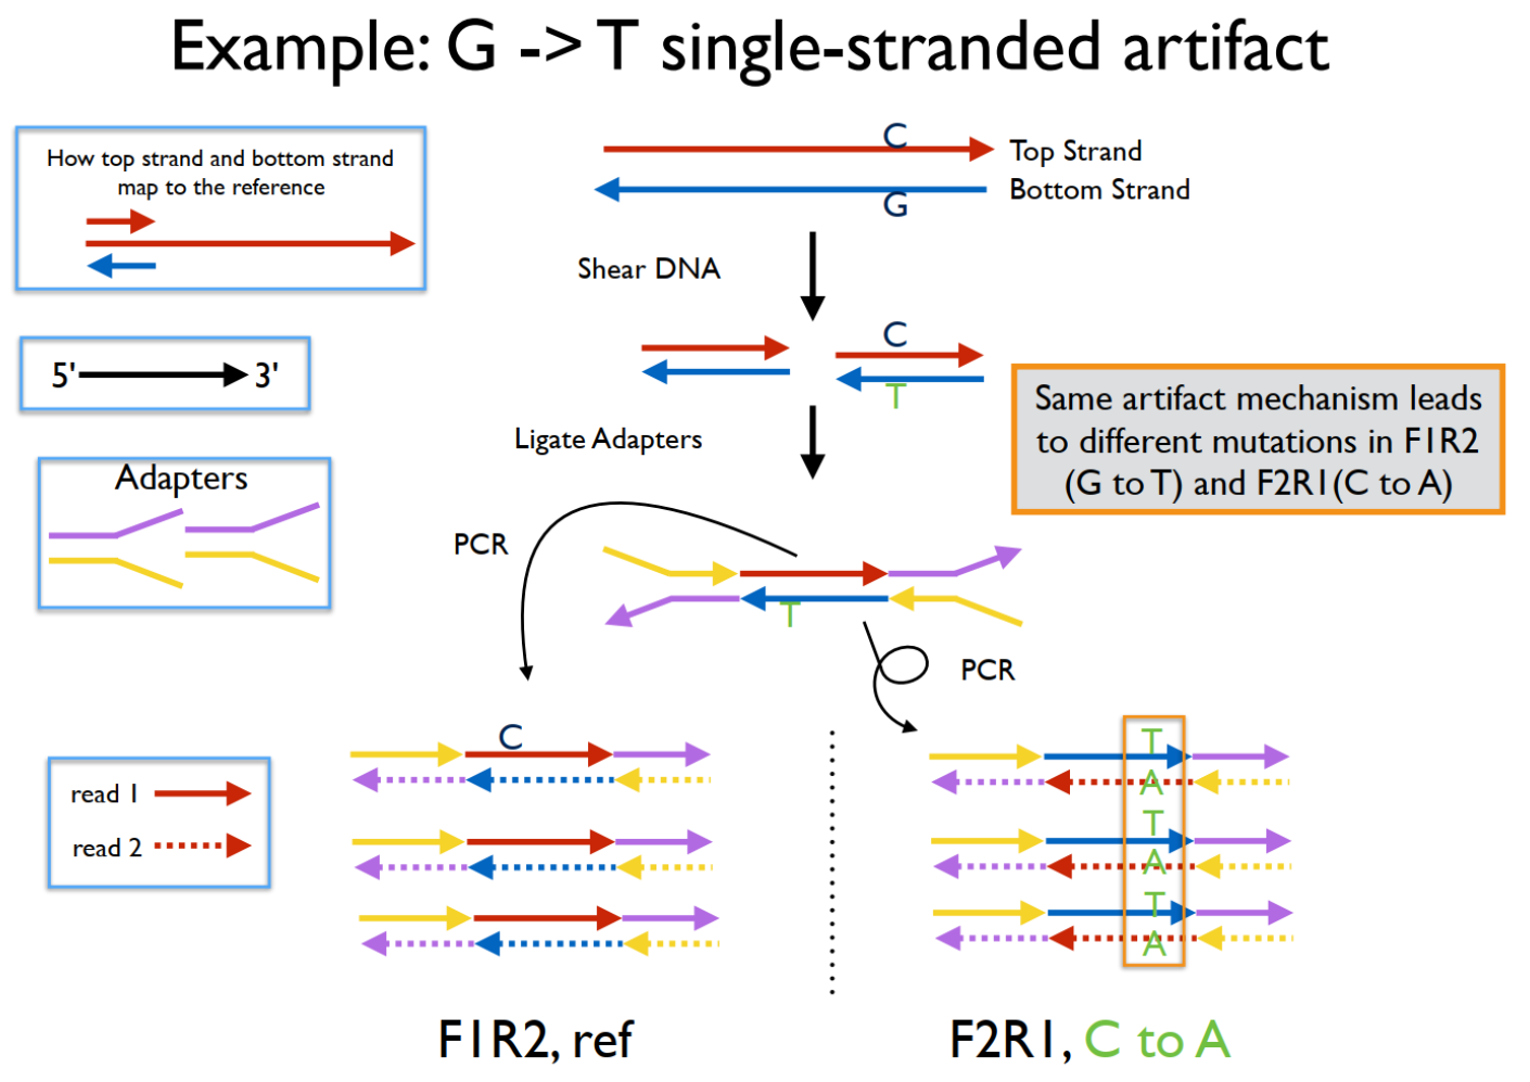 Example: G -> T single-stranded artifact
How top strand and bottom strand
map to the reference
C
Top Strand
Bottom Strand
G
Shear DNA
C
T
5'
3'
Same artifact mechanism leads
to different mutations in F1R2
(G to T) and F2R1(C to A)
Ligate Adapters
Adapters
PCR
T
PCR
C
T
A
T
A
T
A
read 1
read 2
F1R2, ref
F2R1, C to A